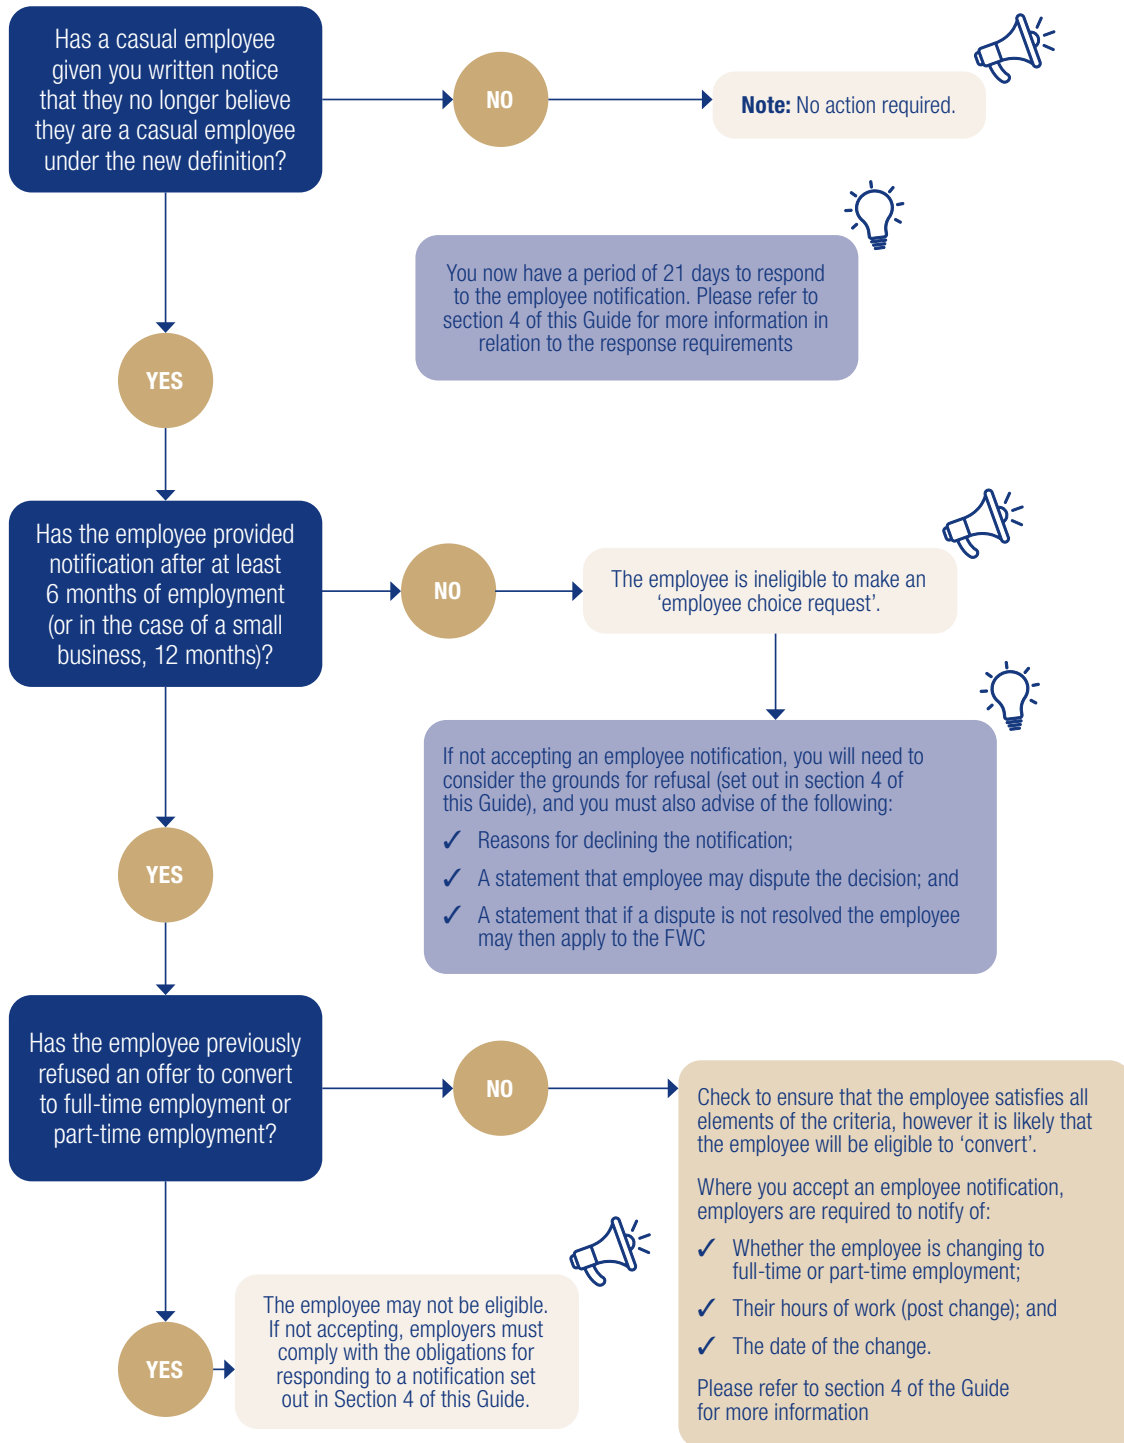 Has a casual employee
given you written notice
that they no longer believe
they are a casual employee
under the new definition?
NO
Note: No action required.
You now have a period of 21 days to respond
to the employee notification. Please refer to
section 4 of this Guide for more information in
relation to the response requirements
YES
Has the employee provided
notification after at least
6 months of employment
(or in the case of a small
business, 12 months)?
NO
The employee is ineligible to make an
‘employee choice request’.
If not accepting an employee notification, you will need to
consider the grounds for refusal (set out in section 4 of
this Guide), and you must also advise of the following:
✓ Reasons for declining the notification;
✓ A statement that employee may dispute the decision; and
✓ A statement that if a dispute is not resolved the employee
may then apply to the FWC
YES
Has the employee previously
refused an offer to convert
to full-time employment or
part-time employment?
NO
Check to ensure that the employee satisfies all
elements of the criteria, however it is likely that
the employee will be eligible to ‘convert’.
Where you accept an employee notification,
employers are required to notify of:
✓ Whether the employee is changing to
full-time or part-time employment;
✓ Their hours of work (post change); and
✓ The date of the change.
Please refer to section 4 of the Guide
for more information
YES
The employee may not be eligible.
If not accepting, employers must
comply with the obligations for
responding to a notification set
out in Section 4 of this Guide.